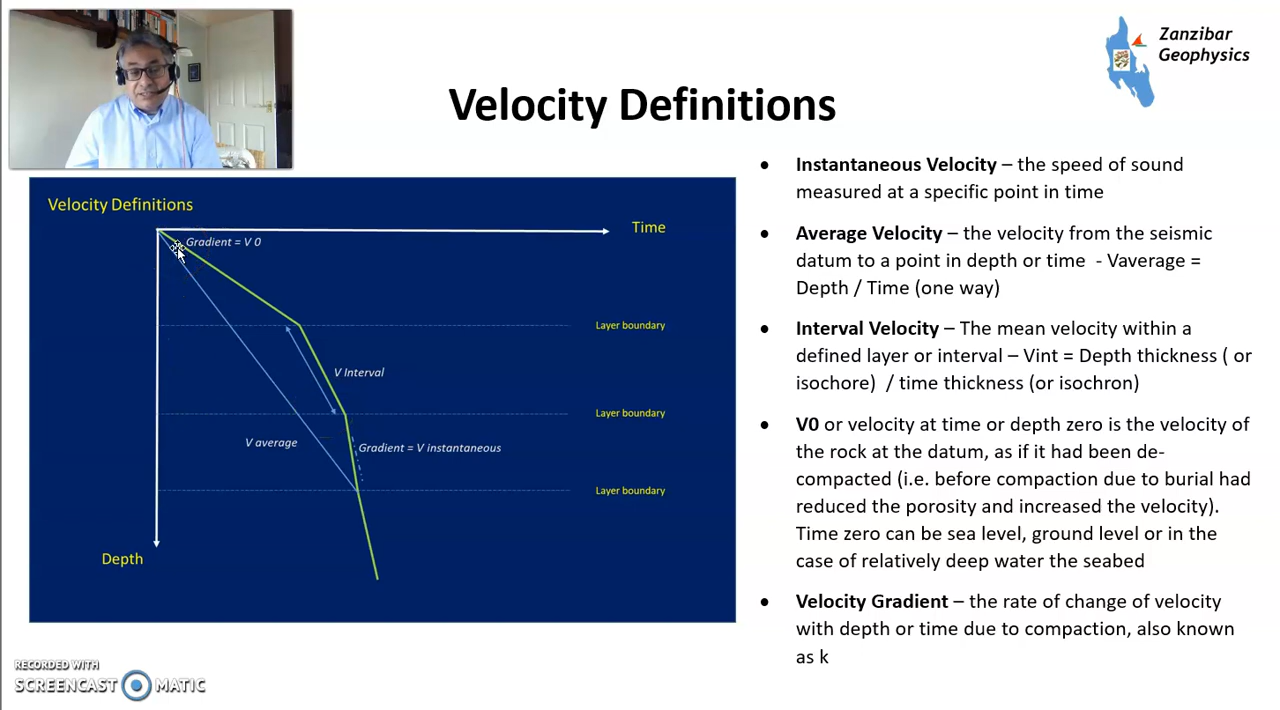 Zanzibar
Geophysics
Velocity Definitions
Velocity Definitions
Time
Gradient = V 0
Layer boundary
V Interval
Layer boundary
V average
Gradient = V instantaneous
Layer boundary
Depth
• Instantaneous Velocity – the speed of sound
measured at a specific point in time
• Average Velocity – the velocity from the seismic
datum to a point in depth or time - Vaverage =
Depth / Time (one way)
• Interval Velocity – The mean velocity within a
defined layer or interval – Vint = Depth thickness ( or
isochore) / time thickness (or isochron)
• V0 or velocity at time or depth zero is the velocity of
the rock at the datum, as if it had been de-
compacted (i.e. before compaction due to burial had
reduced the porosity and increased the velocity).
Time zero can be sea level, ground level or in the
case of relatively deep water the seabed
• Velocity Gradient – the rate of change of velocity
with depth or time due to compaction, also known
as k
RECORDED WITH
SCREENCAST MATIC